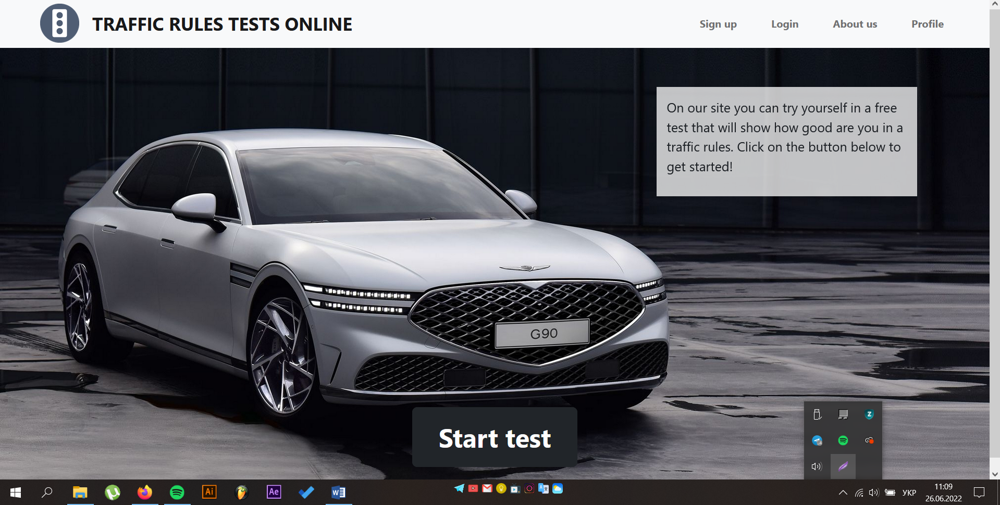 TRAFFIC RULES TESTS ONLINE
Sign up
Login
About us
Profile
On our site you can try yourself in a free
test that will show how good are you in a
traffic rules. Click on the button below to
get started!
G90
Start test
Z
Ai
Ae
W
УКР
11:09
26.06.2022